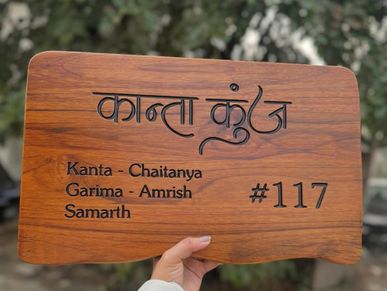 कान्ता कुंज
Kanta - Chaitanya
Garima - Amrish
Samarth
#117